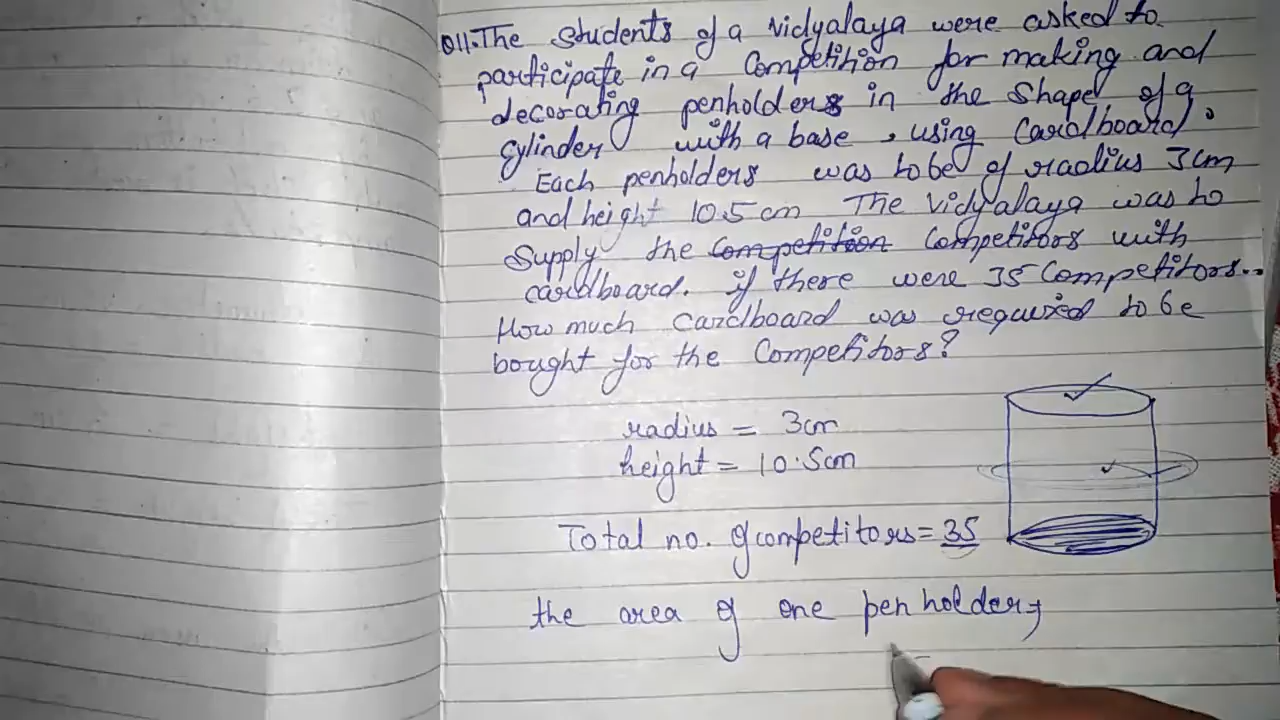 Q11. The students of a vidyalaya were asked to
participate in a Competition for making and
decorating penholders in the Shape of a
cylinder with a base, using Cardboard.
Each penholders was to be of radius 3cm
and height 10.5 cm The vidyalaya was to
Supply the competition Competitors with
cardboard. if there were 35 Competitors..
How much Cardboard was required to be
bought for the Competitors?
radius = 3cm
height = 10.5cm
Total no. of competitors = 35
the area of one penholder